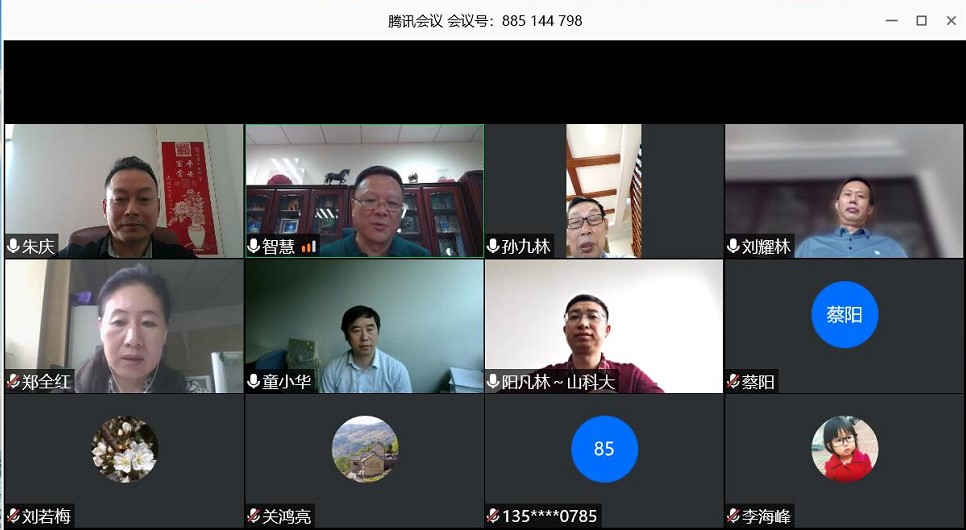 腾讯会议 会议号：885 144 798
朱庆
智慧
孙九林
刘耀林
郑全红
童小华
阳凡林～山科大
蔡阳
蔡阳
刘若梅
关鸿亮
85
135****0785
李海峰